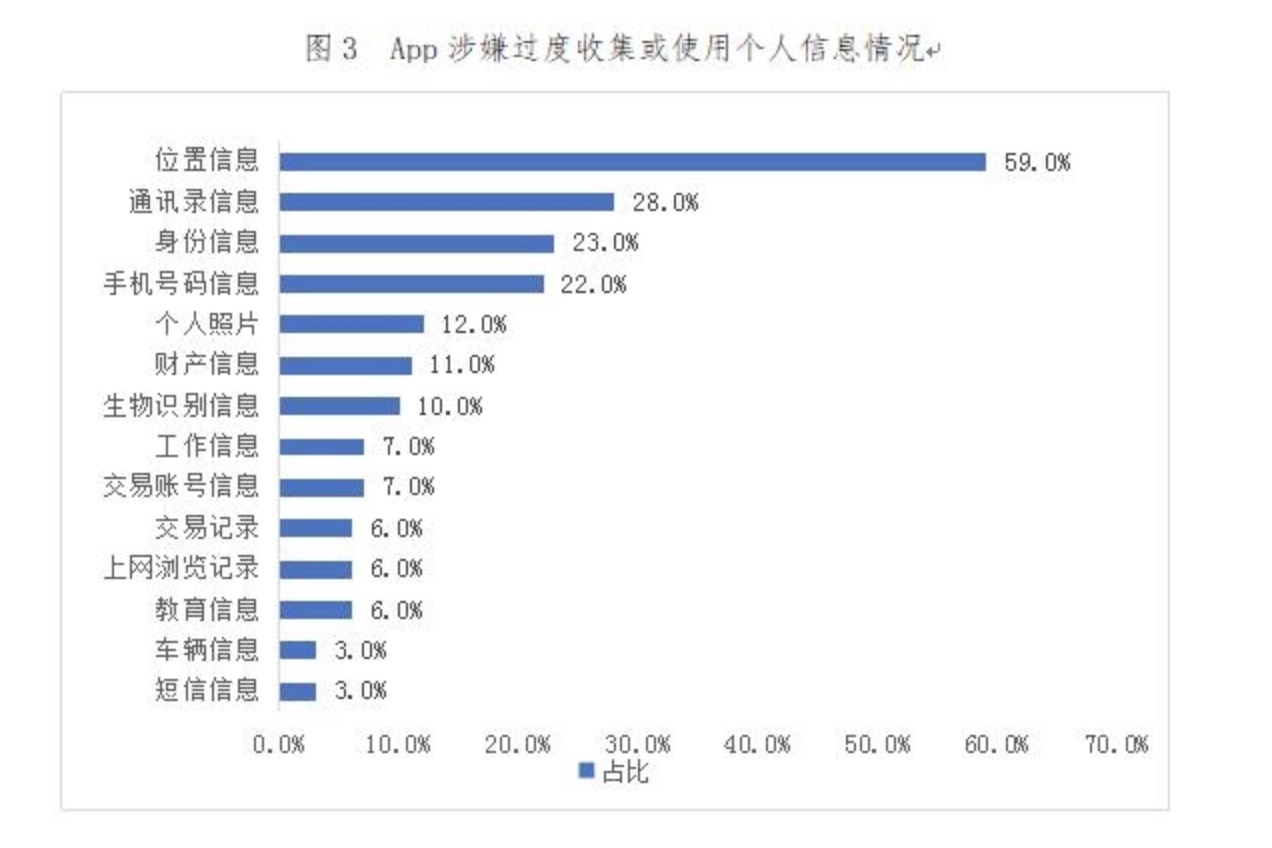 图3 App涉嫌过度收集或使用个人信息情况↵
位置信息 59.0%
通讯录信息 28.0%
身份信息 23.0%
手机号码信息 22.0%
个人照片 12.0%
财产信息 11.0%
生物识别信息 10.0%
工作信息 7.0%
交易账号信息 7.0%
交易记录 6.0%
上网浏览记录 6.0%
教育信息 6.0%
车辆信息 3.0%
短信信息 3.0%
0.0% 10.0% 20.0% 30.0% 40.0% 50.0% 60.0% 70.0%
占比